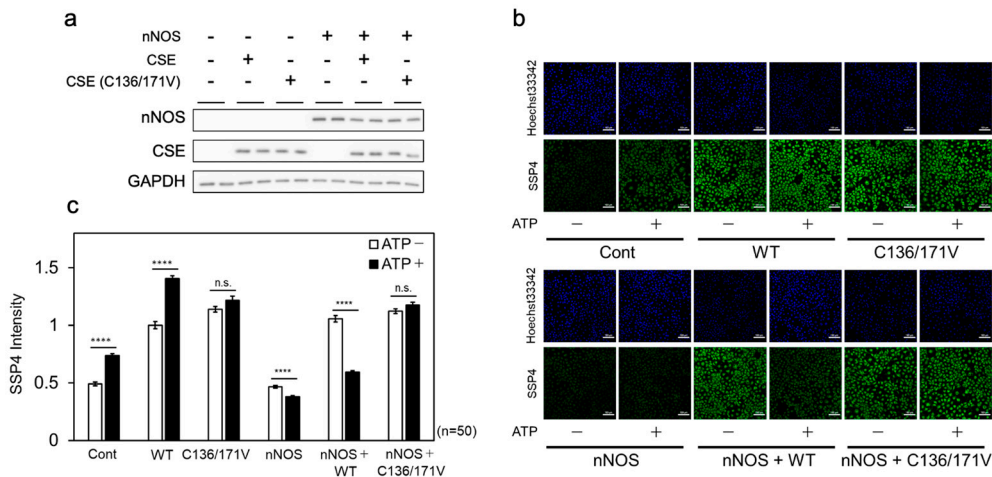 a
nNOS - - - + + +
CSE - + - - + -
CSE (C136/171V) - - + - - +
nNOS
CSE
GAPDH
b
Hoechst33342
SSP4
ATP — + — + — +
Cont WT C136/171V
Hoechst33342
SSP4
ATP — + — + — +
nNOS nNOS + WT nNOS + C136/171V
c
SSP4 Intensity
1.5
1
0.5
0
ATP −
ATP +
****
****
n.s.
****
****
n.s.
(n=50)
Cont WT C136/171V nNOS nNOS + WT nNOS + C136/171V